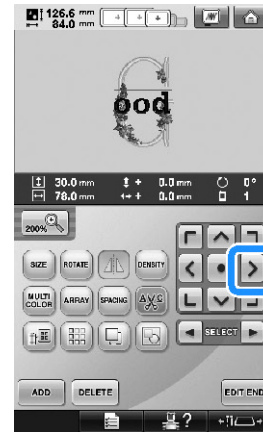 126.6 mm
84.0 mm
G
ood
30.0 mm + 0.0 mm 0°
78.0 mm + 0.0 mm 1
200%
SIZE ROTATE DENSITY
MULTI COLOR ARRAY SPACING
SELECT
ADD DELETE EDIT END
?